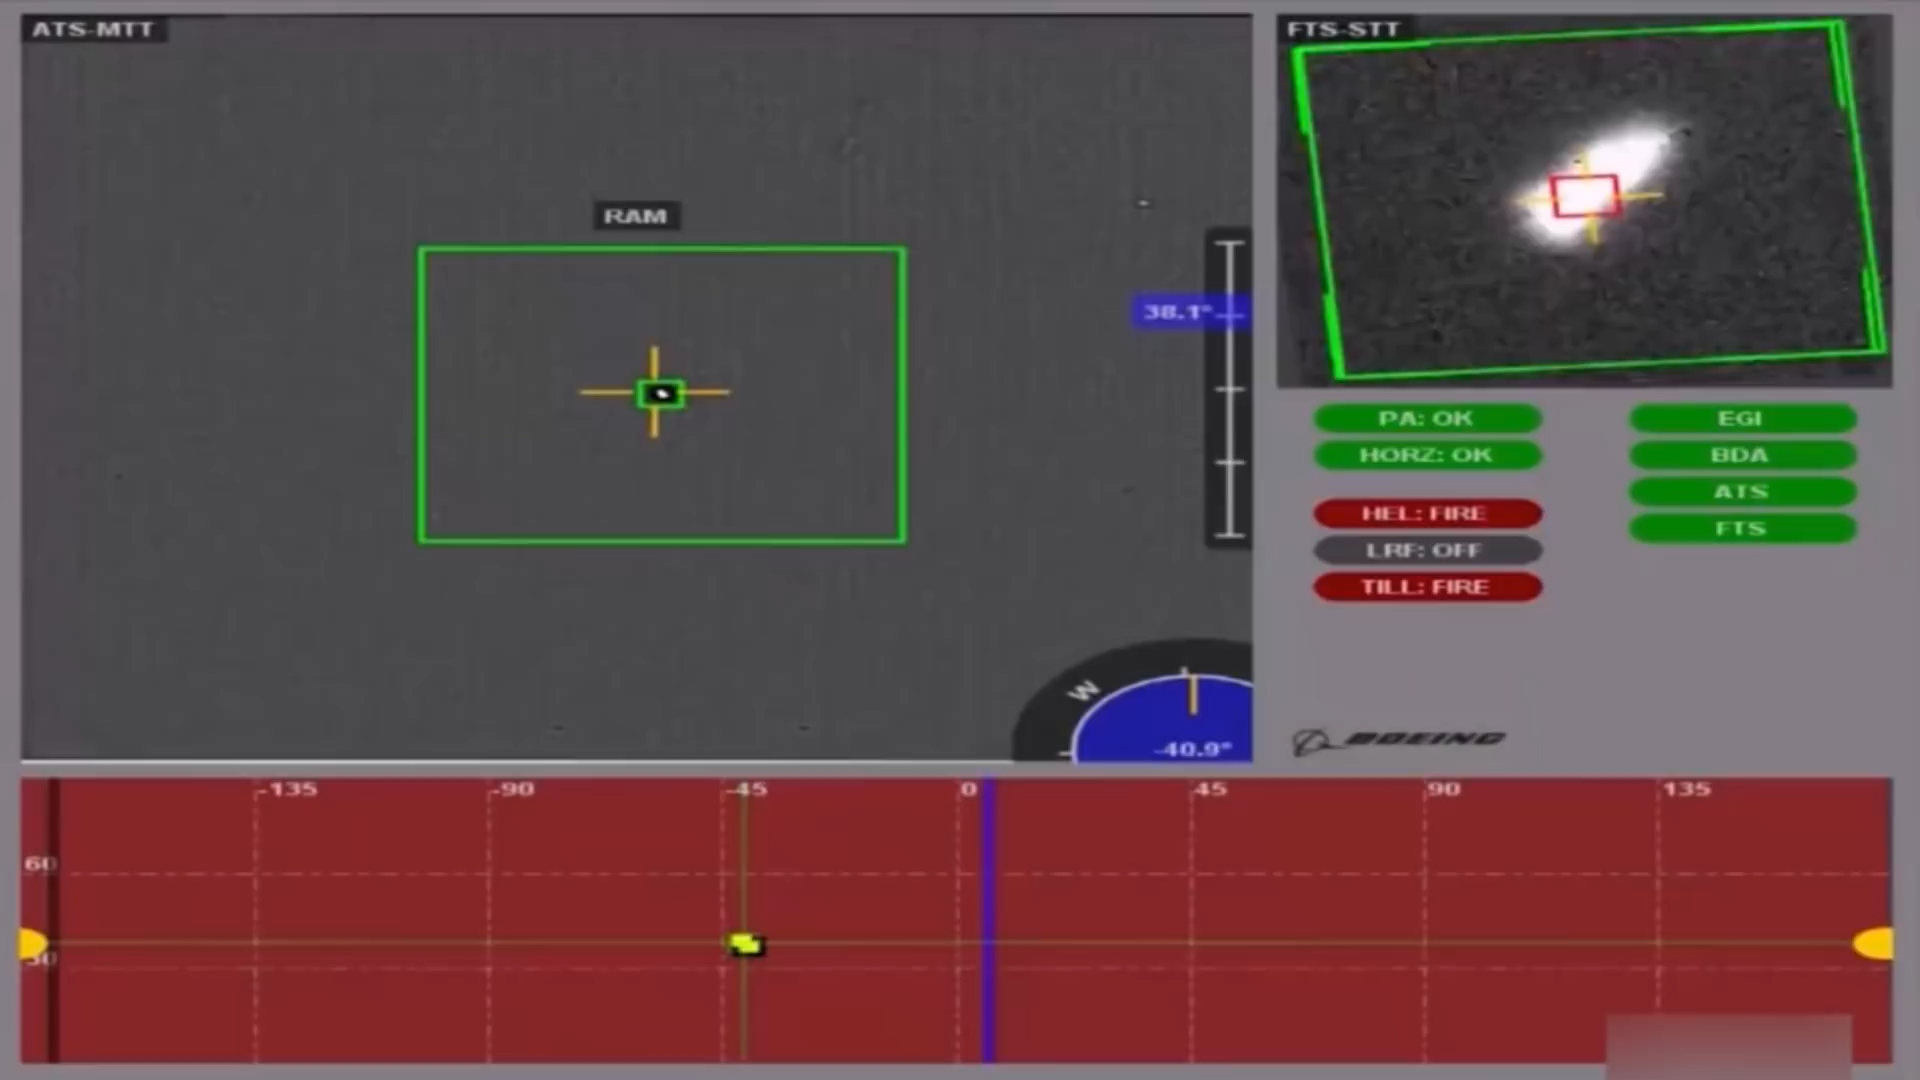 ATS-MTT
RAM
38.1°
W
-40.9°
FTS-STT
PA: OK
HORZ: OK
HEL: FIRE
LRF: OFF
TILL: FIRE
EGI
BDA
ATS
FTS
BOEING
-135
-90
-45
0
45
90
135
60
30